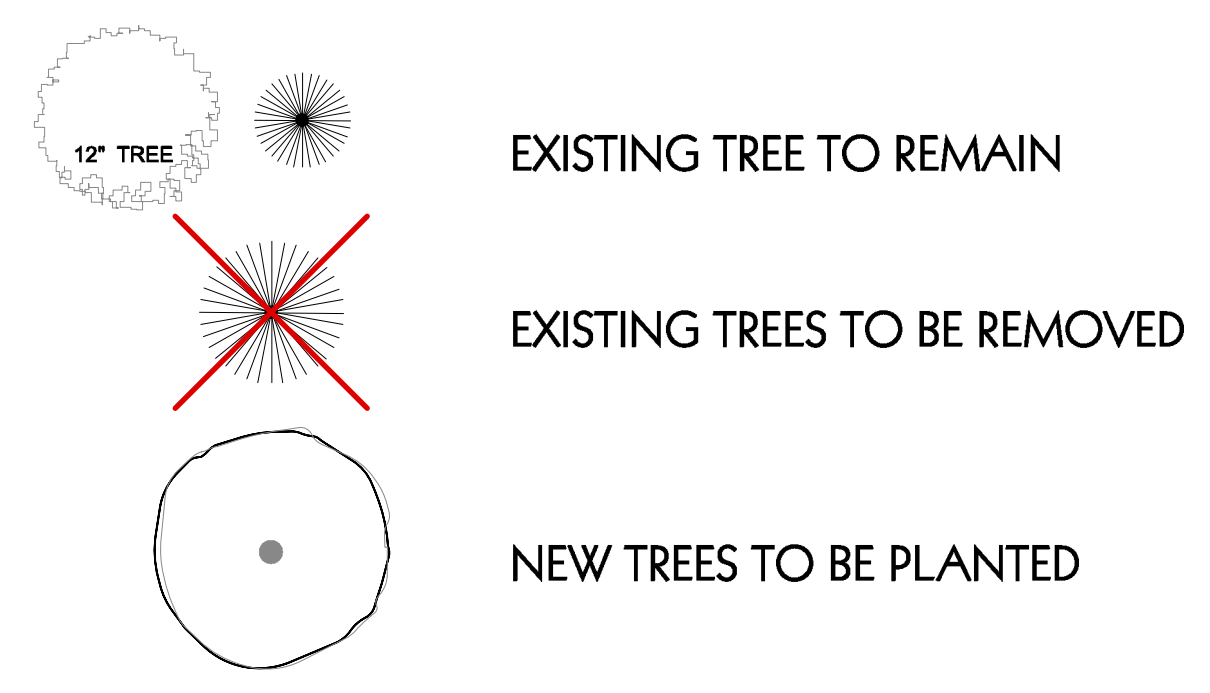 12" TREE
EXISTING TREE TO REMAIN
EXISTING TREES TO BE REMOVED
NEW TREES TO BE PLANTED